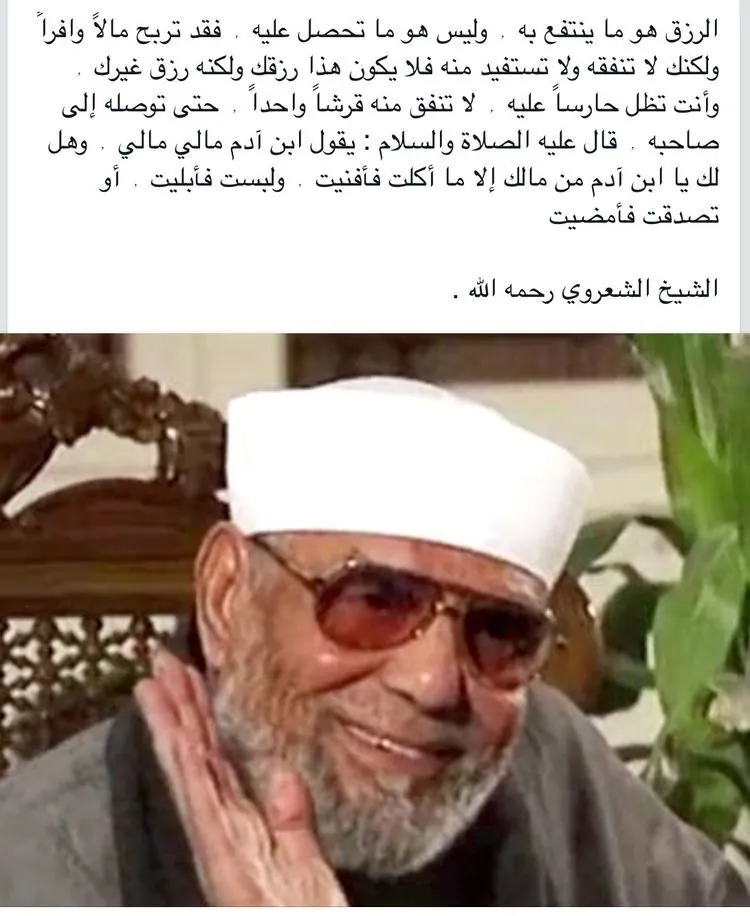 الرزق هو ما ينتفع به . وليس هو ما تحصل عليه . فقد تربح مالاً وافراً
ولكنك لا تنفقه ولا تستفيد منه فلا يكون هذا رزقك ولكنه رزق غيرك .
وأنت تظل حارساً عليه . لا تنفق منه قرشاً واحداً . حتى توصله إلى
صاحبه . قال عليه الصلاة والسلام : يقول ابن آدم مالي مالي . وهل
لك يا ابن آدم من مالك إلا ما أكلت فأفنيت . ولبست فأبليت . أو
تصدقت فأمضيت
الشيخ الشعروي رحمه الله .